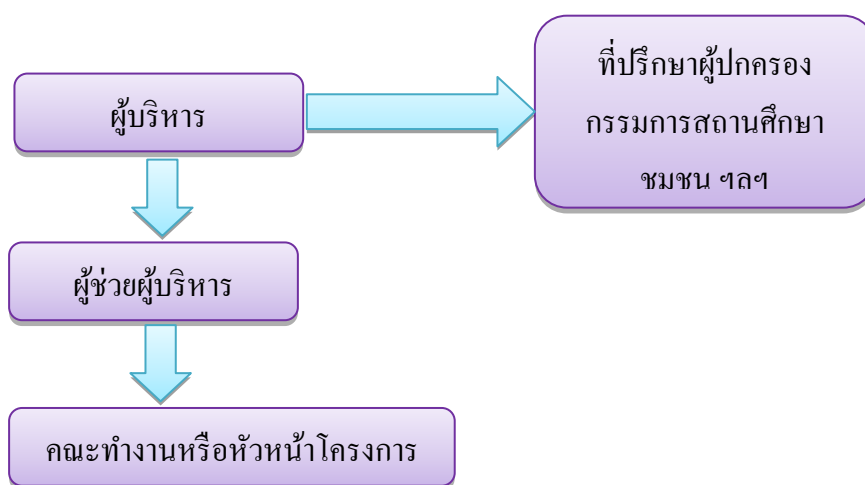 ผู้บริหาร
ที่ปรึกษาผู้ปกครอง
กรรมการสถานศึกษา
ชุมชน ฯลฯ
ผู้ช่วยผู้บริหาร
คณะทำงานหรือหัวหน้าโครงการ